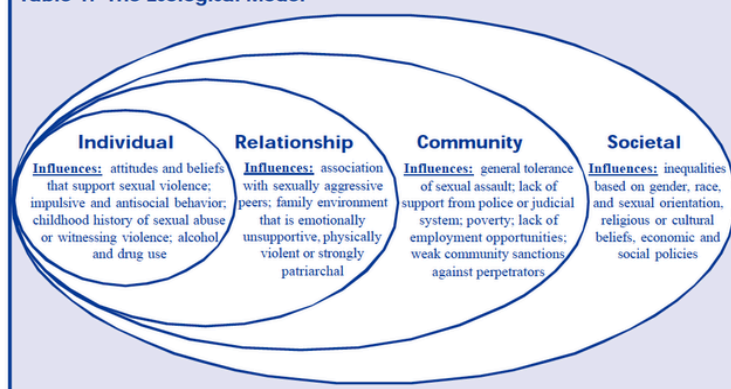 Table 1. The Ecological Model
Individual
Influences: attitudes and beliefs
that support sexual violence;
impulsive and antisocial behavior;
childhood history of sexual abuse
or witnessing violence; alcohol
and drug use
Relationship
Influences: association
with sexually aggressive
peers; family environment
that is emotionally
unsupportive, physically
violent or strongly
patriarchal
Community
Influences: general tolerance
of sexual assault; lack of
support from police or judicial
system; poverty; lack of
employment opportunities;
weak community sanctions
against perpetrators
Societal
Influences: inequalities
based on gender, race,
and sexual orientation,
religious or cultural
beliefs, economic and
social policies